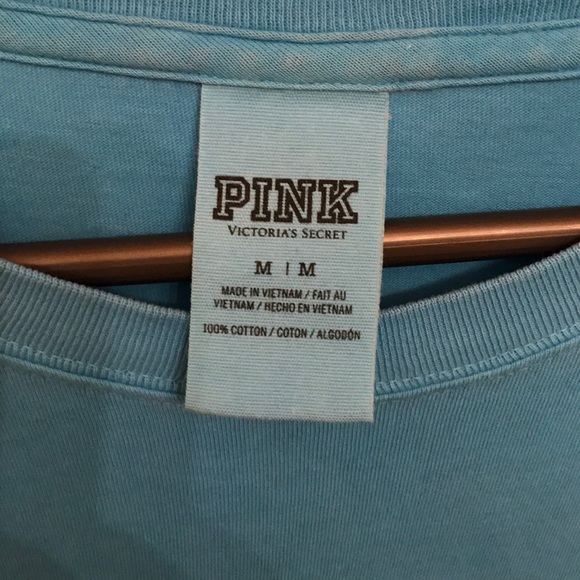 PINK
VICTORIA'S SECRET
M | M
MADE IN VIETNAM / FAIT AU
VIETNAM / HECHO EN VIETNAM
100% COTTON / COTON / ALGODÓN